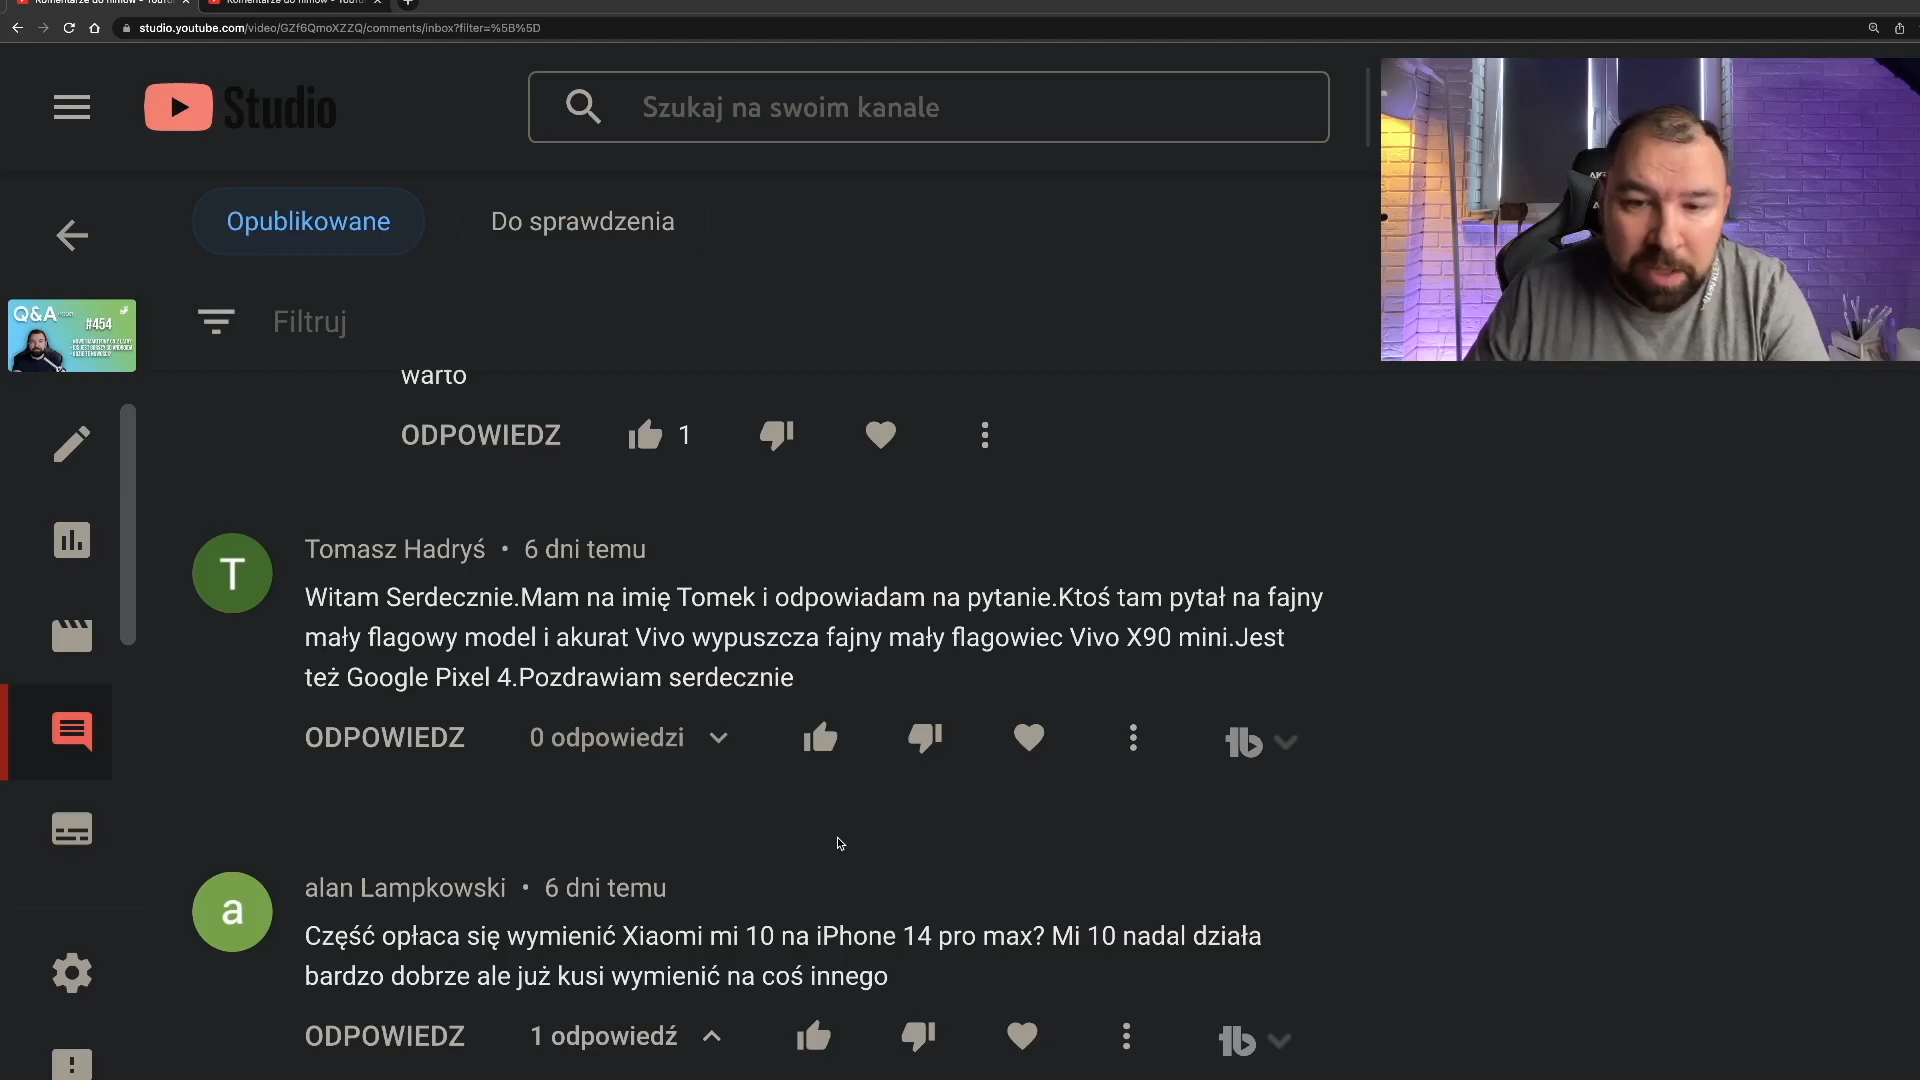 studio.youtube.com/video/GZf6QmoXZZQ/comments/inbox?filter=%5B%5D
Studio
Szukaj na swoim kanale
Opublikowane
Do sprawdzenia
Q&A
#454
Filtruj
warto
ODPOWIEDZ
1
T
Tomasz Hadryś • 6 dni temu
Witam Serdecznie.Mam na imię Tomek i odpowiadam na pytanie.Ktoś tam pytał na fajny
mały flagowy model i akurat Vivo wypuszcza fajny mały flagowiec Vivo X90 mini.Jest
też Google Pixel 4.Pozdrawiam serdecznie
ODPOWIEDZ
0 odpowiedzi
a
alan Lampkowski • 6 dni temu
Część opłaca się wymienić Xiaomi mi 10 na iPhone 14 pro max? Mi 10 nadal działa
bardzo dobrze ale już kusi wymienić na coś innego
ODPOWIEDZ
1 odpowiedź